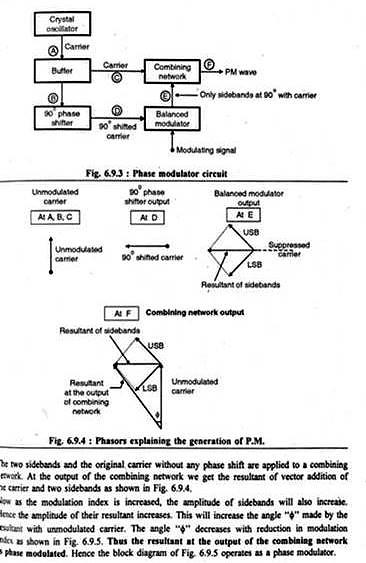 Crystal
oscillator
A Carrier
Buffer
Carrier
C
Combining
network
F
PM wave
B
E Only sidebands at 90° with carrier
90° phase
shifter
D
90° shifted
carrier
Balanced
modulator
Modulating signal
Fig. 6.9.3 : Phase modulator circuit
Unmodulated
carrier
At A, B, C
Unmodulated
carrier
90° phase
shifter output
At D
90° shifted carrier
Balanced modulator
output
At E
USB
Suppressed
carrier
LSB
Resultant of sidebands
At F Combining network output
Resultant of sidebands
USB
Resultant
at the output
of combining
network
LSB
Unmodulated
carrier
ϕ
Fig. 6.9.4 : Phasors explaining the generation of P.M.
The two sidebands and the original carrier without any phase shift are applied to a combining
network. At the output of the combining network we get the resultant of vector addition of
the carrier and two sidebands as shown in Fig. 6.9.4.
Now as the modulation index is increased, the amplitude of sidebands will also increase.
Hence the amplitude of their resultant increases. This will increase the angle "ϕ" made by the
resultant with unmodulated carrier. The angle "ϕ" decreases with reduction in modulation
index as shown in Fig. 6.9.5. Thus the resultant at the output of the combining network
is phase modulated. Hence the block diagram of Fig. 6.9.5 operates as a phase modulator.